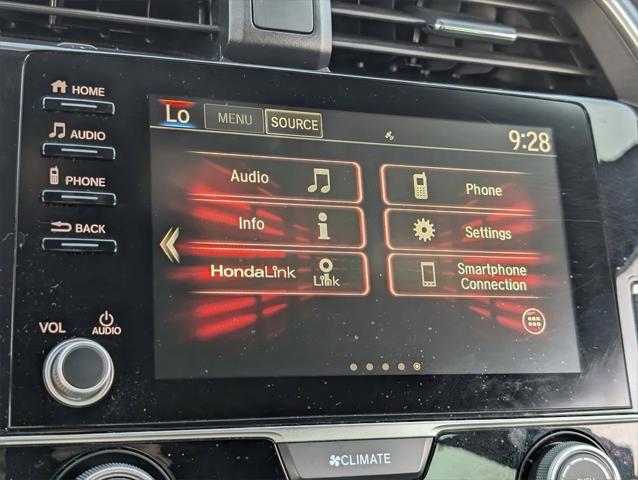 HOME
AUDIO
PHONE
BACK
VOL
AUDIO
Lo MENU SOURCE 9:28
Audio
Phone
Info
Settings
HondaLink
Link
Smartphone
Connection
CLIMATE